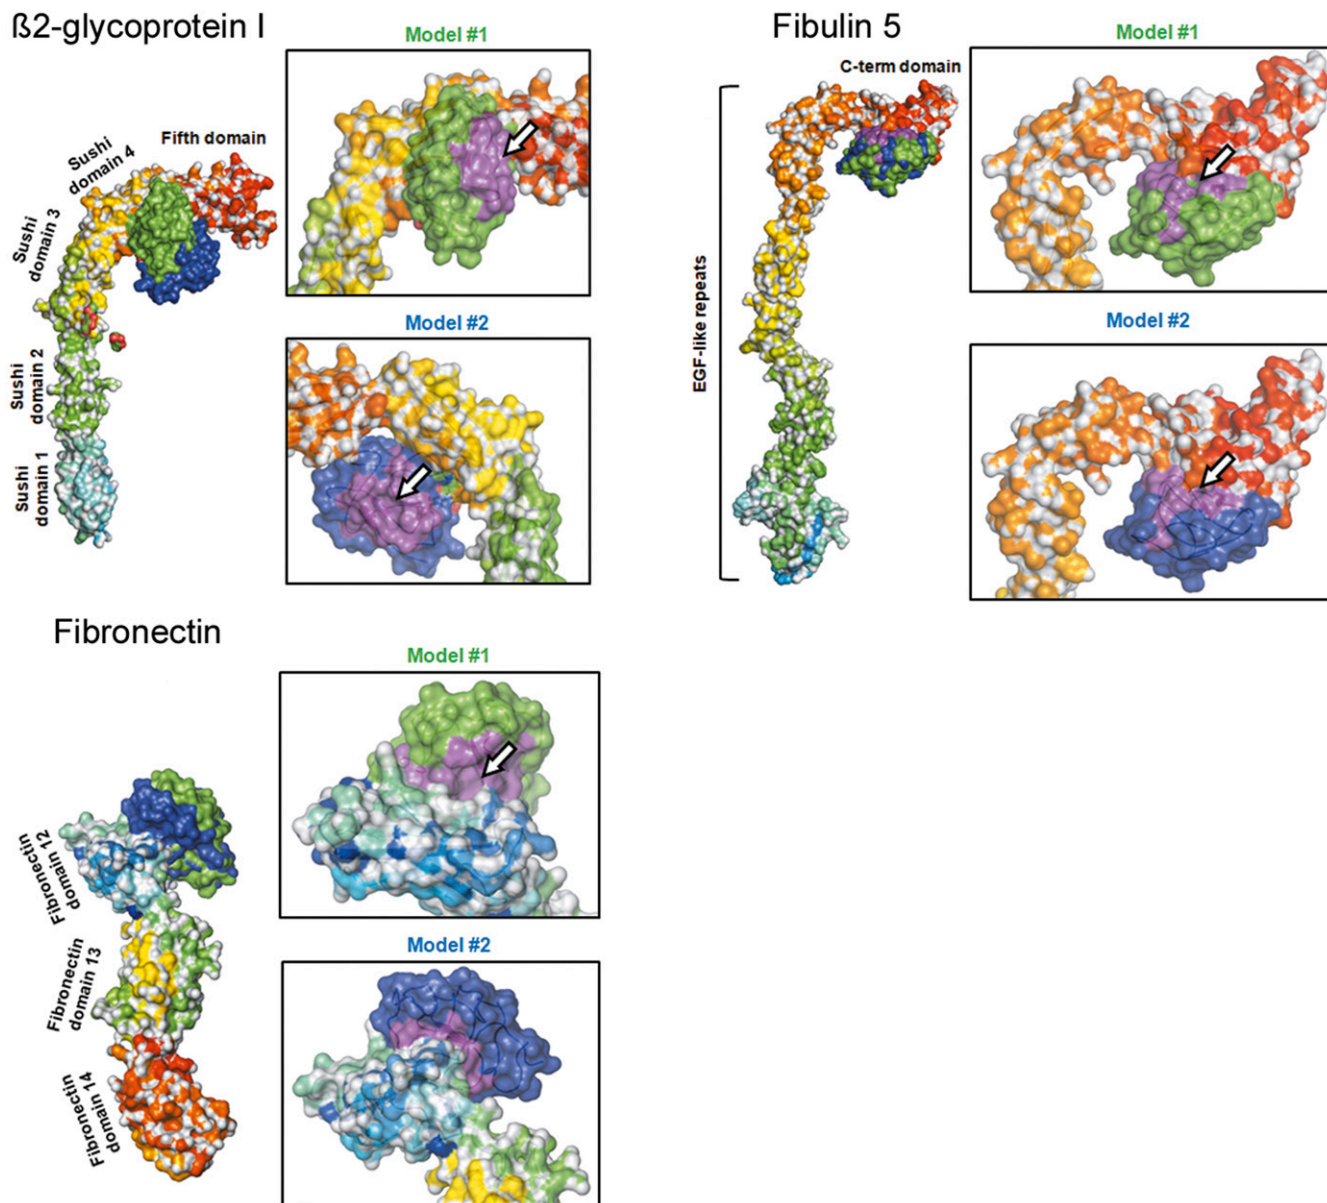 ß2-glycoprotein I
Model #1
Fifth domain
Sushi
domain 4
Sushi
domain 3
Sushi
domain 2
Sushi
domain 1
Model #2
Fibulin 5
Model #1
C-term domain
EGF-like repeats
Model #2
Fibronectin
Model #1
Fibronectin
domain 12
Fibronectin
domain 13
Fibronectin
domain 14
Model #2